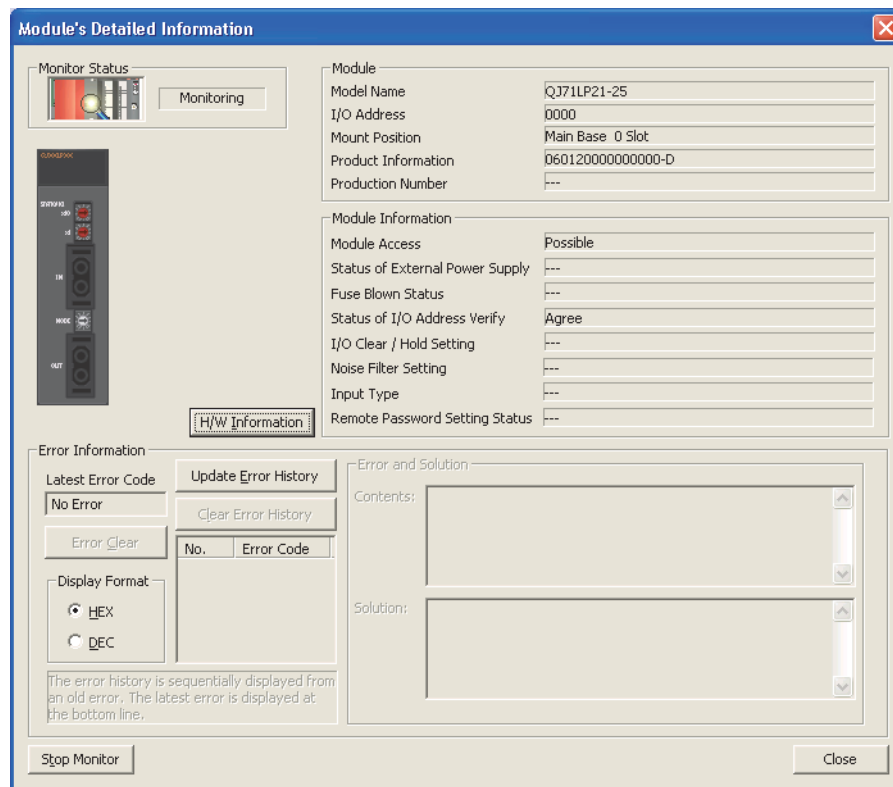 Module's Detailed Information
Monitor Status
Monitoring
Module
Model Name QJ71LP21-25
I/O Address 0000
Mount Position Main Base 0 Slot
Product Information 060120000000000-D
Production Number ---
Module Information
Module Access Possible
Status of External Power Supply ---
Fuse Blown Status ---
Status of I/O Address Verify Agree
I/O Clear / Hold Setting ---
Noise Filter Setting ---
Input Type ---
Remote Password Setting Status ---
IN
MODE
OUT
H/W Information
Error Information
Latest Error Code
No Error
Error Clear
Display Format
HEX
DEC
Update Error History
Clear Error History
No. Error Code
The error history is sequentially displayed from
an old error. The latest error is displayed at
the bottom line.
Error and Solution
Contents:
Solution:
Stop Monitor
Close